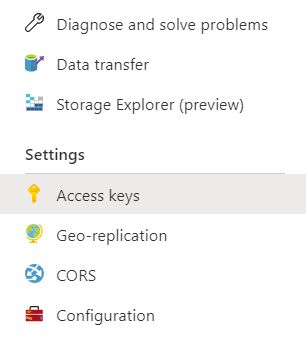 Diagnose and solve problems
Data transfer
Storage Explorer (preview)
Settings
Access keys
Geo-replication
CORS
Configuration